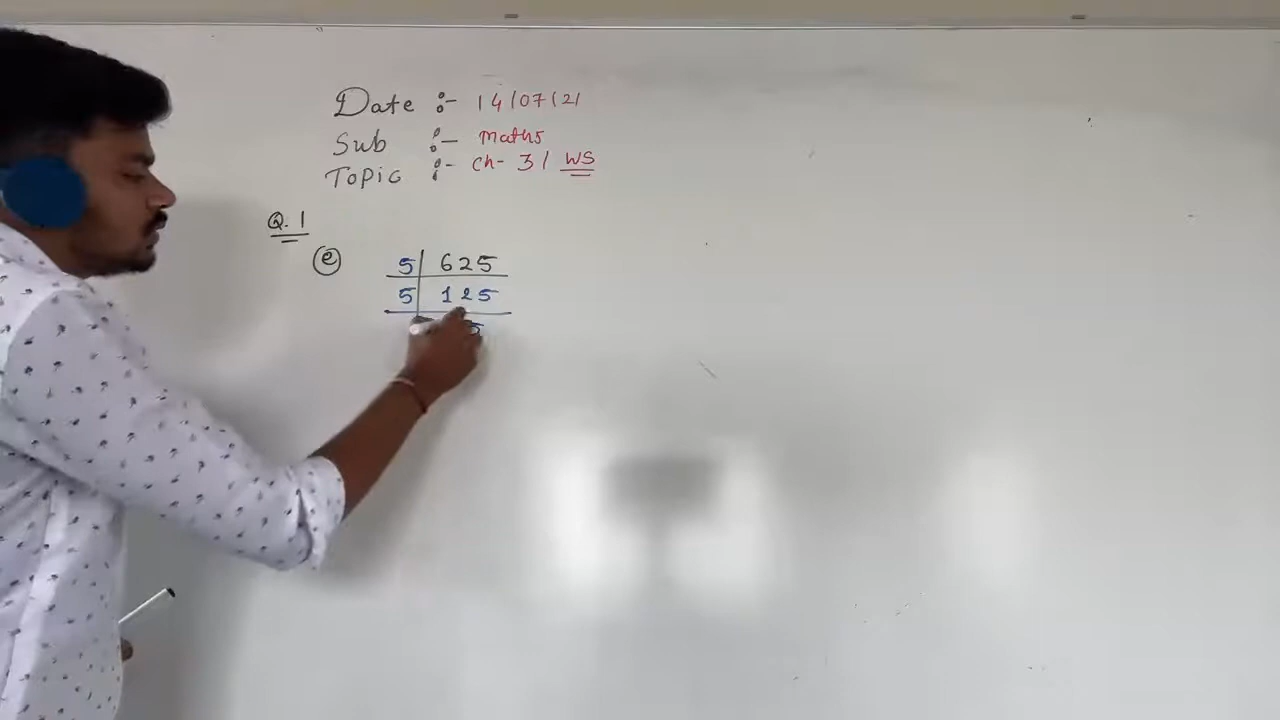 Date :- 14/07/21
Sub :- maths
Topic :- Ch- 3/ WS
Q. 1
e 5 625
5 125
5